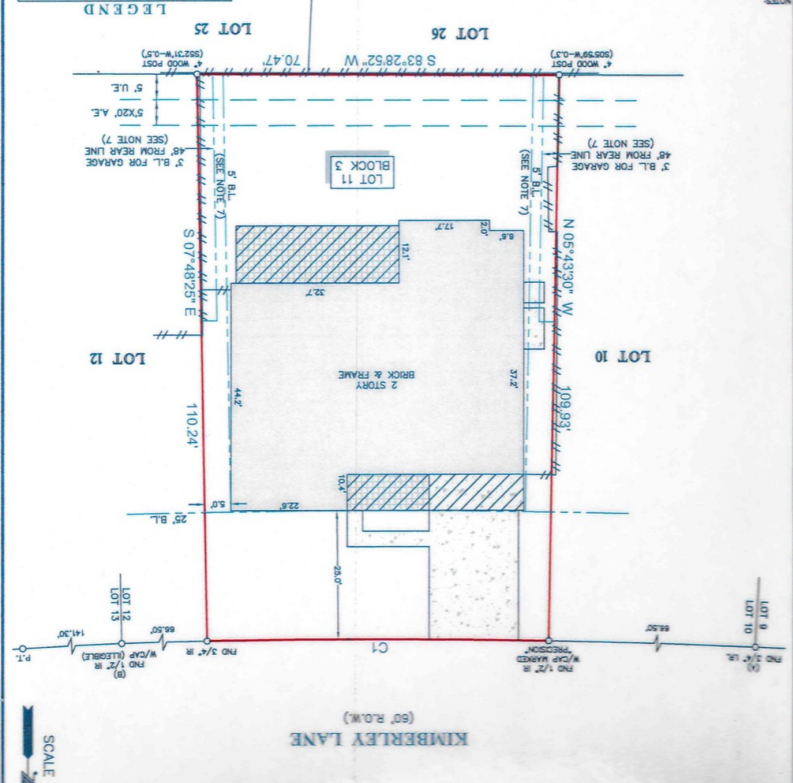 SCALE
KIMBERLEY LANE
(60' R.O.W.)
(A)
FND 3/4" I.R.
FND 1/2" IR
W/CAP MARKED
"PRECISION"
C1
FND 3/4" IR
(B)
FND 1/2" IR
W/CAP (ILLEGIBLE)
P.T.
66.50'
66.50'
141.30'
LOT 9
LOT 10
LOT 12
LOT 13
25.0'
25' B.L.
22.6'
5.0'
10.4'
109.93'
110.24'
37.2'
44.2'
2 STORY
BRICK & FRAME
LOT 10
LOT 12
N 05°43'30" W
S 07°48'25" E
32.7'
12.1'
6.6'
2.0'
17.7'
5' B.L.
(SEE NOTE 7)
5' B.L.
(SEE NOTE 7)
LOT 11
BLOCK 3
3' B.L. FOR GARAGE
48' FROM REAR LINE
(SEE NOTE 7)
3' B.L. FOR GARAGE
48' FROM REAR LINE
(SEE NOTE 7)
5'X20' A.E.
5' U.E.
4" WOOD POST
(S05'59'W~0.3')
S 83°28'52" W
70.47'
4" WOOD POST
(S52'31'W~0.5')
LOT 26
LOT 25
LEGEND
NOTES: